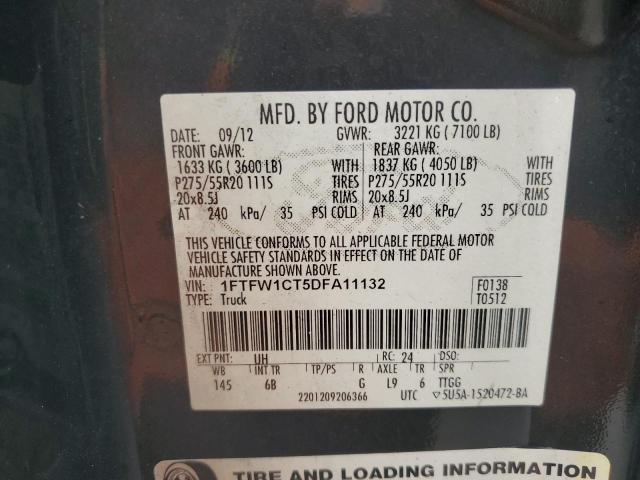 MFD. BY FORD MOTOR CO.
DATE: 09/12 GVWR: 3221 KG ( 7100 LB)
FRONT GAWR: REAR GAWR:
1633 KG ( 3600 LB) WITH 1837 KG ( 4050 LB) WITH
P275/55R20 111S TIRES P275/55R20 111S TIRES
20x8.5J RIMS 20x8.5J RIMS
AT 240 kPa/ 35 PSI COLD AT 240 kPa/ 35 PSI COLD
THIS VEHICLE CONFORMS TO ALL APPLICABLE FEDERAL MOTOR
VEHICLE SAFETY STANDARDS IN EFFECT ON THE DATE OF
MANUFACTURE SHOWN ABOVE.
VIN: 1FTFW1CT5DFA11132 F0138
TYPE: Truck T0512
EXT PNT: UH RC: 24 DSO:
WB INT TR TP/PS R AXLE TR SPR
145 6B G L9 6 TTGG
2201209206366 UTC ▽5U5A-1520472-BA
TIRE AND LOADING INFORMATION